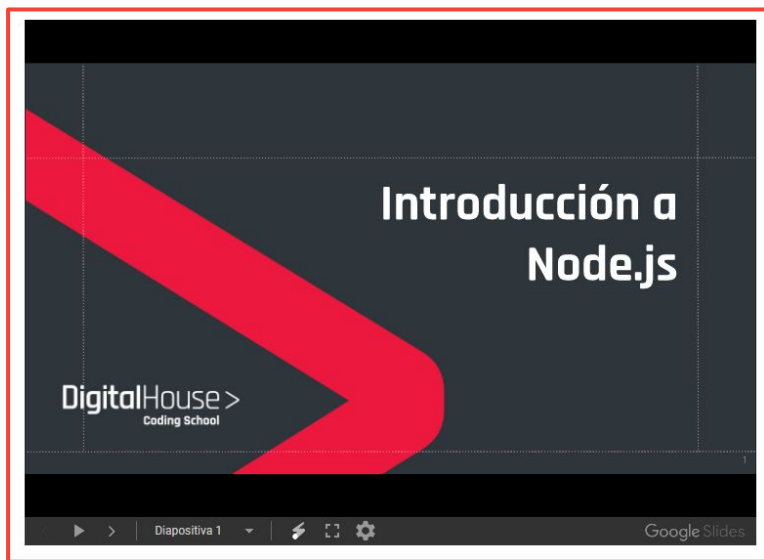 Introducción a
Node.js
DigitalHouse>
Coding School
1
Diapositiva 1
Google Slides